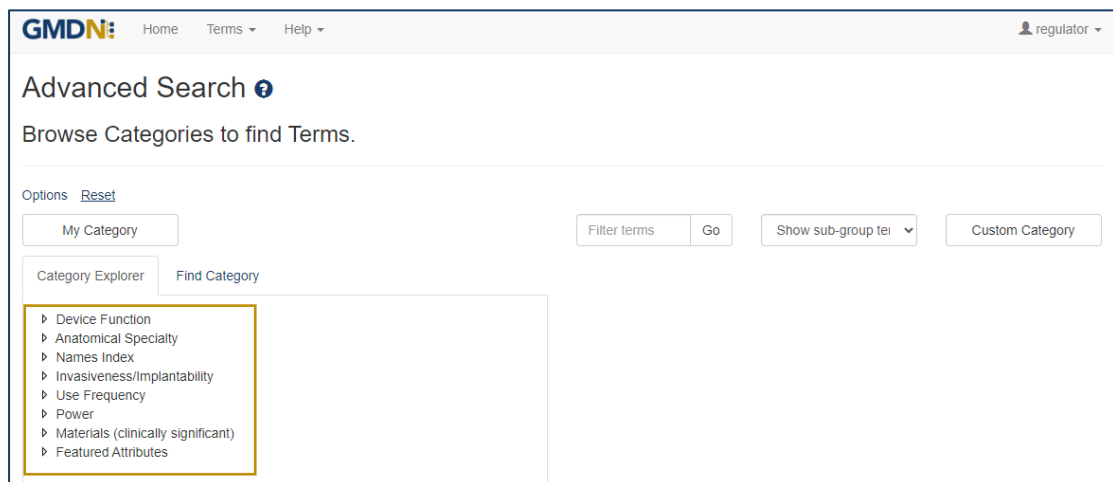 GMDN Home Terms Help regulator
Advanced Search ?
Browse Categories to find Terms.
Options Reset
My Category Filter terms Go Show sub-group ter Custom Category
Category Explorer Find Category
Device Function
Anatomical Specialty
Names Index
Invasiveness/Implantability
Use Frequency
Power
Materials (clinically significant)
Featured Attributes